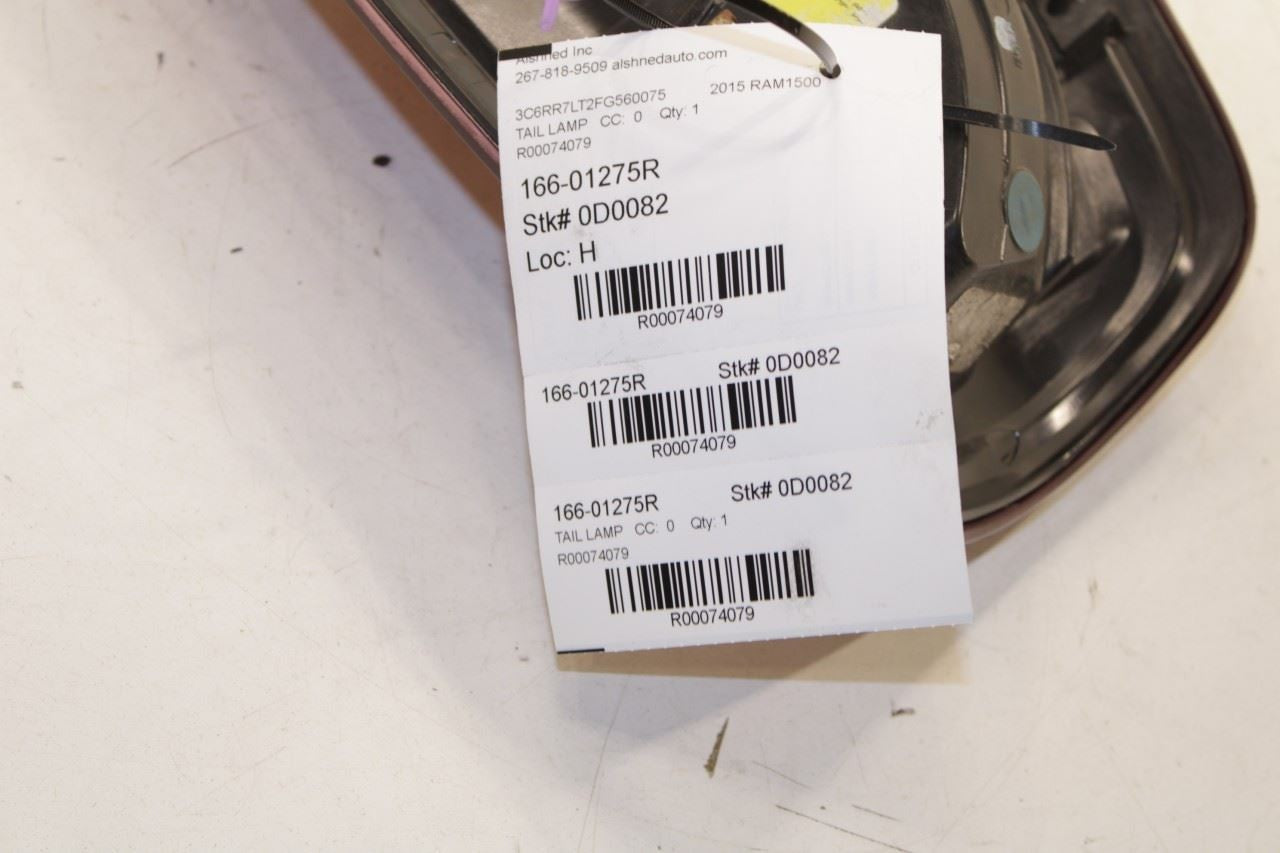 Alshned Inc
267-818-9509 alshnedauto.com
3C6RR7LT2FG560075 2015 RAM1500
TAIL LAMP CC: 0 Qty: 1
R00074079
166-01275R
Stk# 0D0082
Loc: H
R00074079
166-01275R Stk# 0D0082
R00074079
166-01275R Stk# 0D0082
TAIL LAMP CC: 0 Qty: 1
R00074079
R00074079